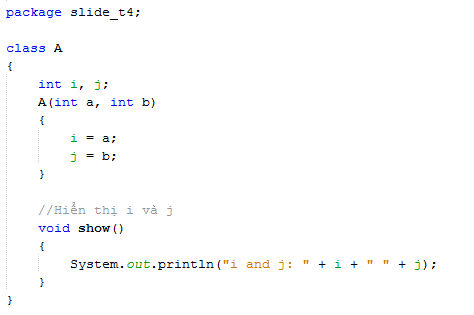 package slide_t4;
class A
{
int i, j;
A(int a, int b)
{
i = a;
j = b;
}
//Hiển thị i và j
void show()
{
System.out.println("i and j: " + i + " " + j);
}
}